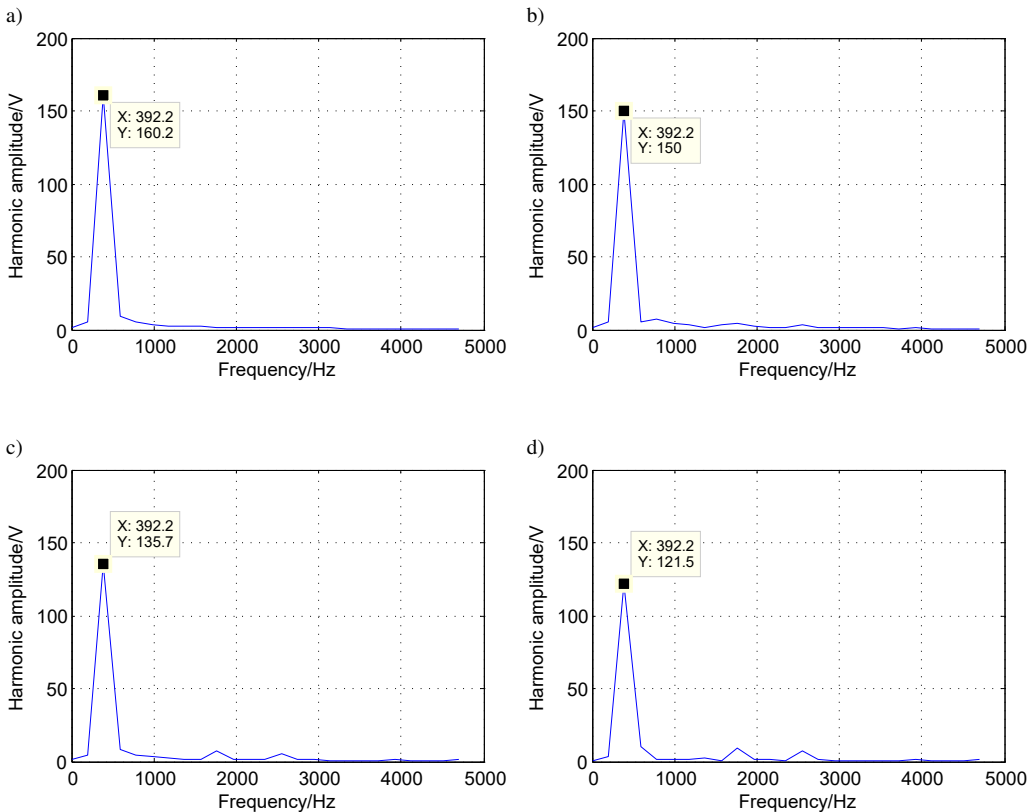 a)
200
150
100
50
0
Harmonic amplitude/V
X: 392.2
Y: 160.2
0 1000 2000 3000 4000 5000
Frequency/Hz
b)
200
150
100
50
0
Harmonic amplitude/V
X: 392.2
Y: 150
0 1000 2000 3000 4000 5000
Frequency/Hz
c)
200
150
100
50
0
Harmonic amplitude/V
X: 392.2
Y: 135.7
0 1000 2000 3000 4000 5000
Frequency/Hz
d)
200
150
100
50
0
Harmonic amplitude/V
X: 392.2
Y: 121.5
0 1000 2000 3000 4000 5000
Frequency/Hz